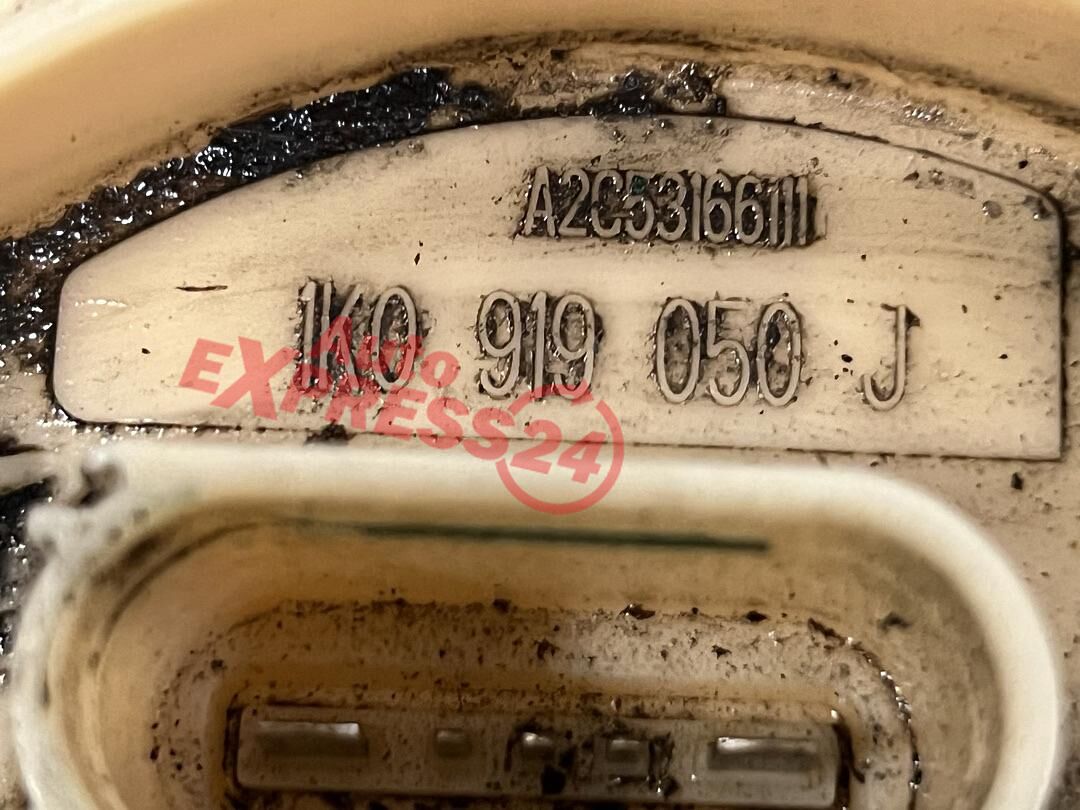 A2C53166111
1K0 919 050 J
Auto
EXPRESS24